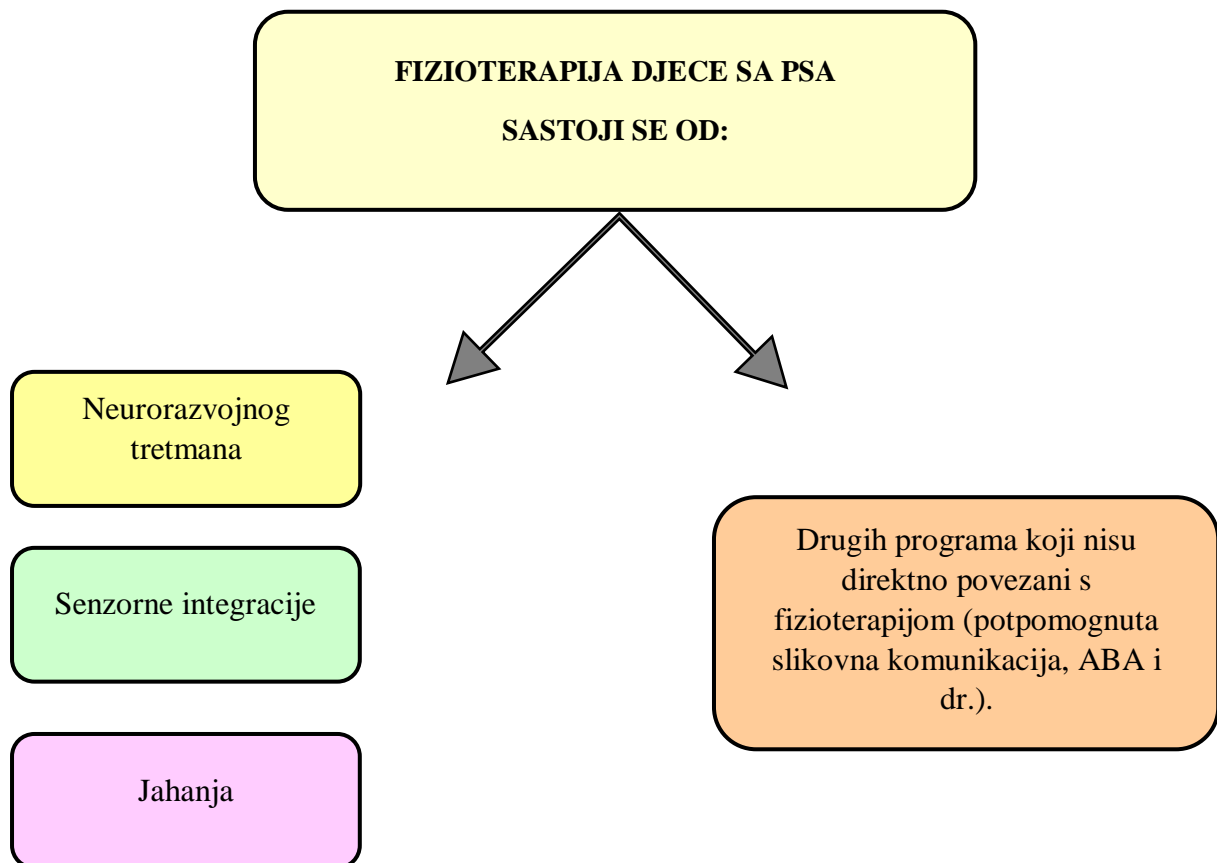 FIZIOTERAPIJA DJECE SA PSA
SASTOJI SE OD:
Neurorazvojnog
tretmana
Senzorne integracije
Jahanja
Drugih programa koji nisu
direktno povezani s
fizioterapijom (potpomognuta
slikovna komunikacija, ABA i
dr.).